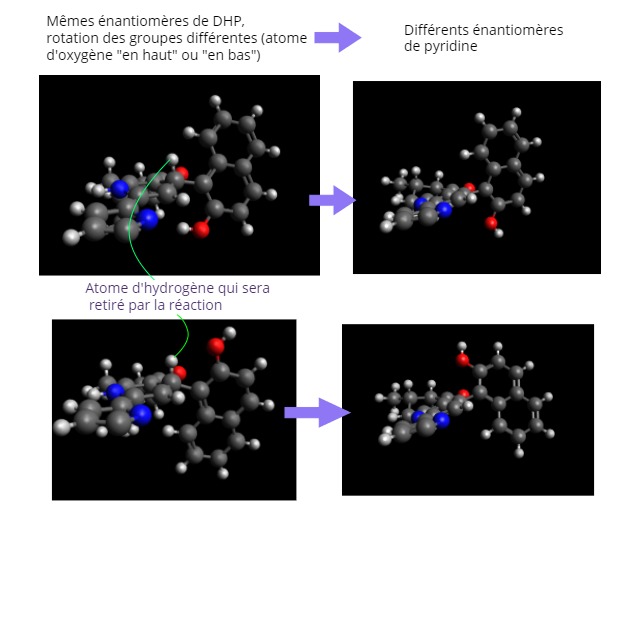 Mêmes énantiomères de DHP,
rotation des groupes différentes (atome
d'oxygène "en haut" ou "en bas")
Différents énantiomères
de pyridine
Atome d'hydrogène qui sera
retiré par la réaction